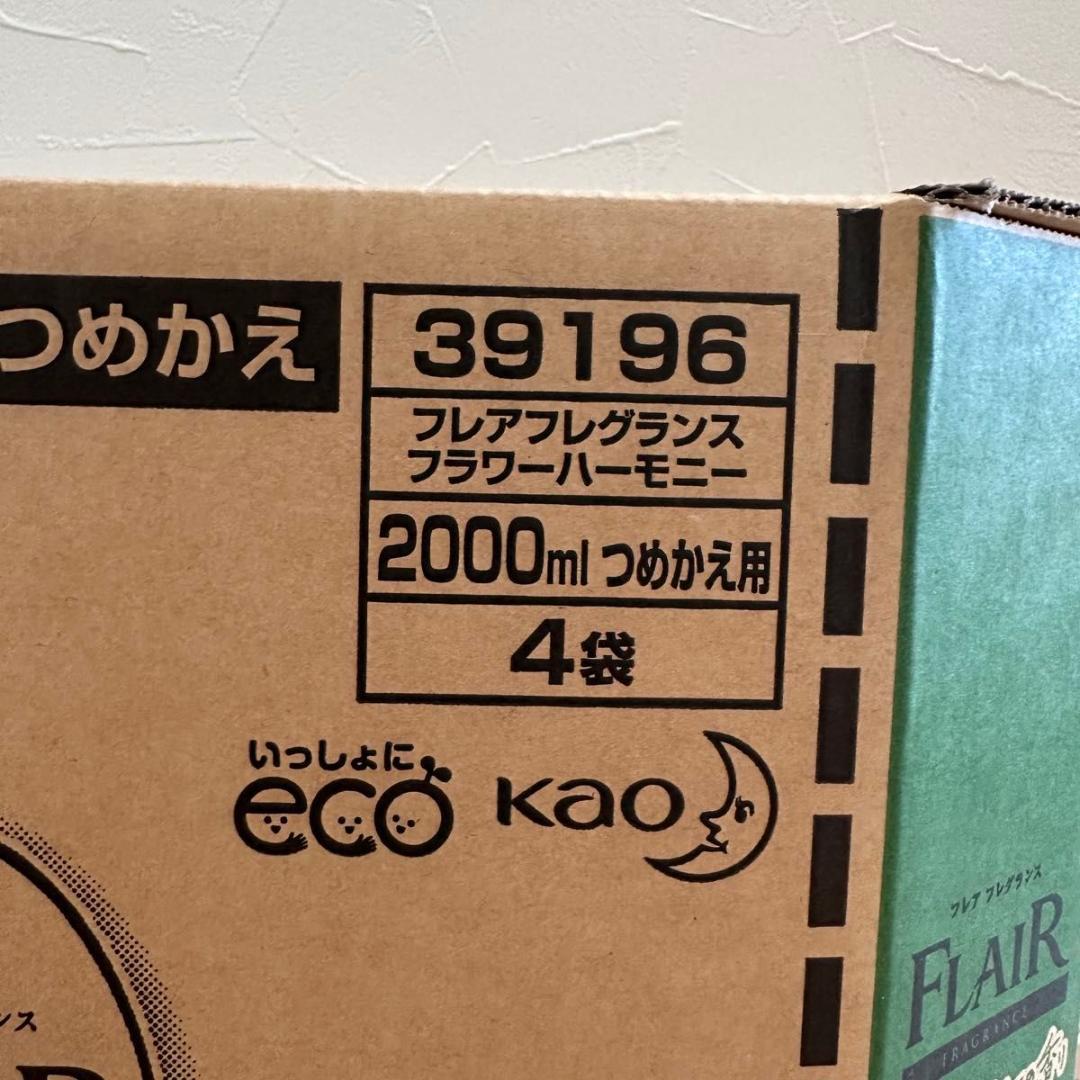 つめかえ
39196
フレアフレグランス
フラワーハーモニー
2000ml つめかえ用
4袋
いっしょに
eco
Kao
フレア フレグランス
FLAIR
FRAGRANCE
ンス